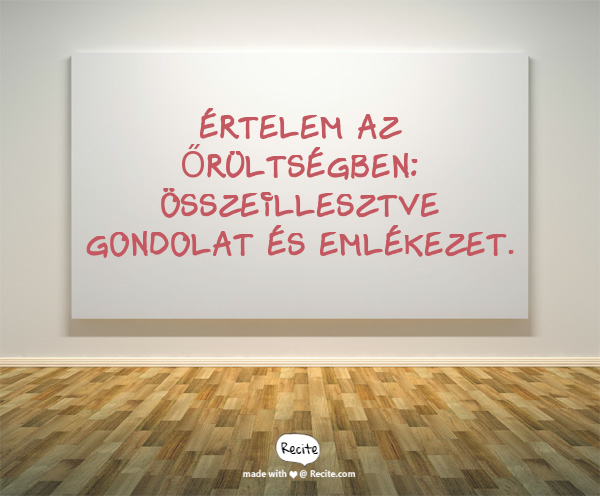 ÉRTELEM AZ
ŐRÜLTSÉGBEN:
ÖSSZEILLESZTVE
GONDOLAT ÉS EMLÉKEZET.
Recite
made with ❤ @ Recite.com